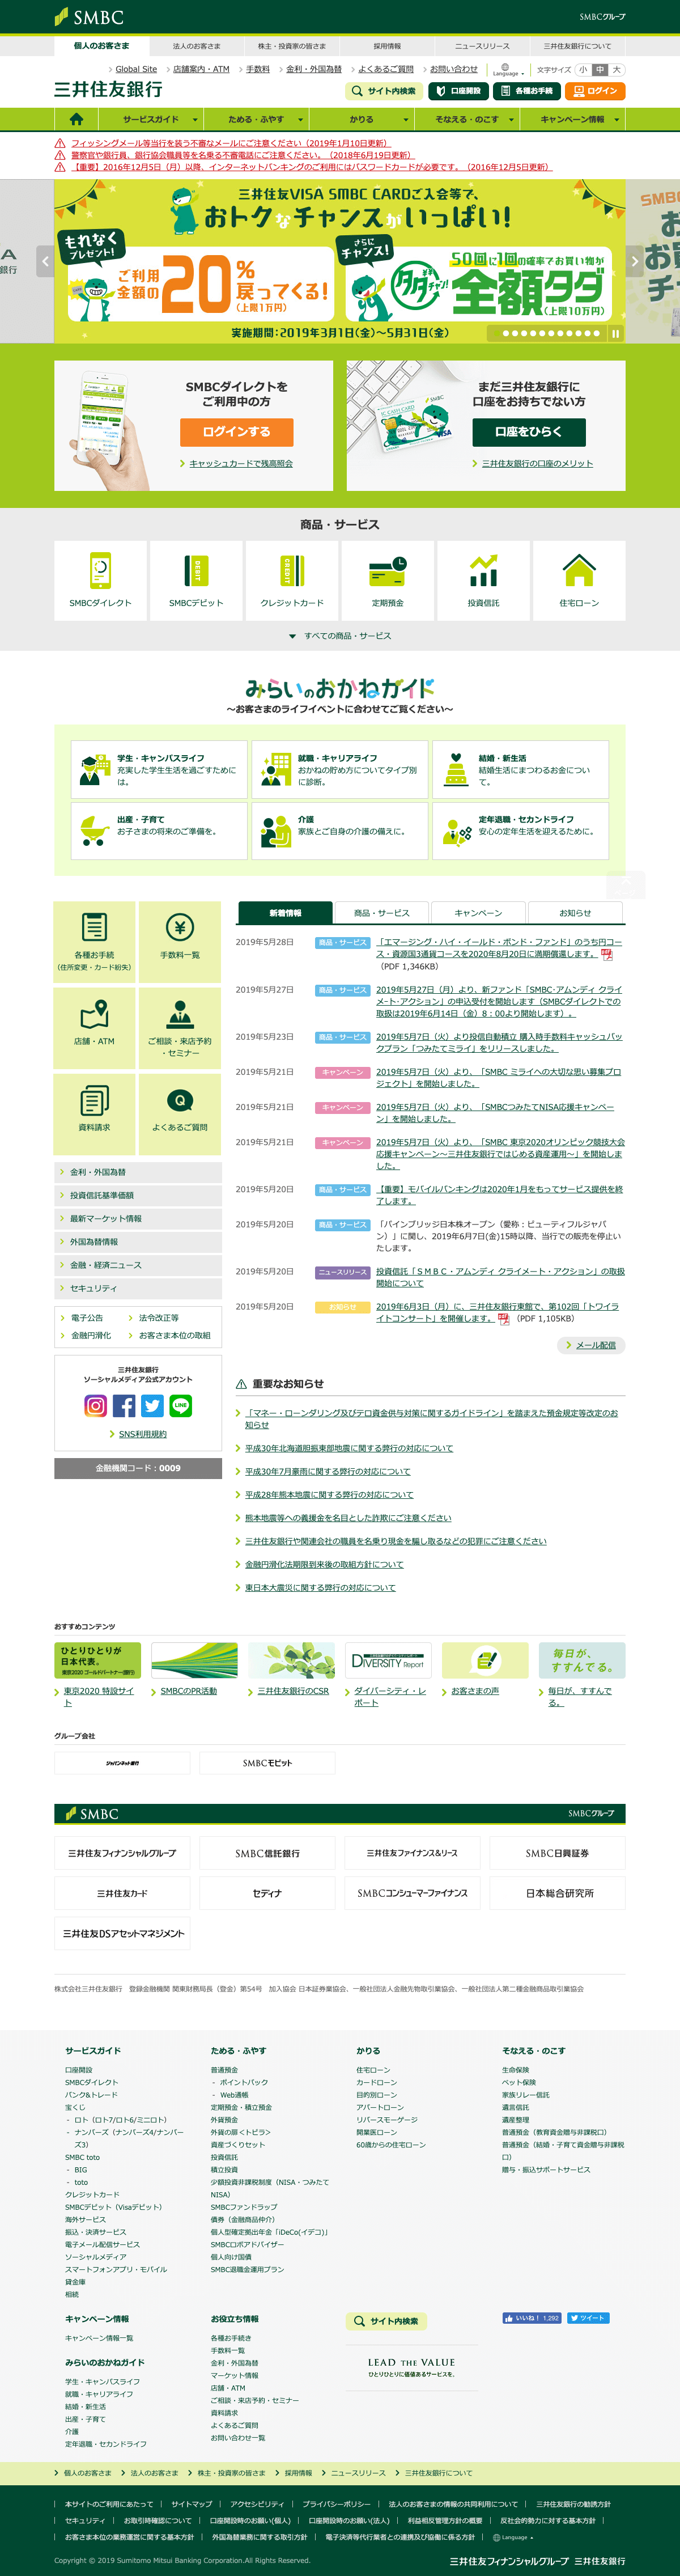 SMBC
SMBCグループ
個人のお客さま
法人のお客さま
株主・投資家の皆さま
採用情報
ニュースリリース
三井住友銀行について
Global Site
店舗案内・ATM
手数料
金利・外国為替
よくあるご質問
お問い合わせ
Language
文字サイズ 小 中 大
三井住友銀行
サイト内検索
口座開設
各種お手続
ログイン
サービスガイド
ためる・ふやす
かりる
そなえる・のこす
キャンペーン情報
フィッシングメール等当行を装う不審なメールにご注意ください（2019年1月10日更新）
警察官や銀行員、銀行協会職員等を名乗る不審電話にご注意ください。（2018年6月19日更新）
【重要】2016年12月5日（月）以降、インターネットバンキングのご利用にはパスワードカードが必要です。（2016年12月5日更新）
三井住友VISA SMBC CARDご入会等で、
おトクなチャンスがいっぱい!
もれなくプレゼント!
ご利用金額の20%戻ってくる!
（上限8千円）
さらにチャンス!
タダチャン!
50回に1回の確率でお買い物が
全額タダ
（上限10万円）
実施期間：2019年3月1日(金)～5月31日(金)
SMBCダイレクトを
ご利用中の方
ログインする
キャッシュカードで残高照会
まだ三井住友銀行に
口座をお持ちでない方
口座をひらく
三井住友銀行の口座のメリット
商品・サービス
SMBCダイレクト
SMBCデビット
クレジットカード
定期預金
投資信託
住宅ローン
すべての商品・サービス
みらいのおかねガイド
～お客さまのライフイベントに合わせてご覧ください～
学生・キャンパスライフ
充実した学生生活を過ごすために
は。
就職・キャリアライフ
おかねの貯め方についてタイプ別
に診断。
結婚・新生活
結婚生活にまつわるお金につい
て。
出産・子育て
お子さまの将来のご準備を。
介護
家族とご自身の介護の備えに。
定年退職・セカンドライフ
安心の定年生活を迎えるために。
各種お手続
（住所変更・カード紛失）
手数料一覧
店舗・ATM
ご相談・来店予約
・セミナー
資料請求
よくあるご質問
金利・外国為替
投資信託基準価額
最新マーケット情報
外国為替情報
金融・経済ニュース
セキュリティ
電子公告
法令改正等
金融円滑化
お客さま本位の取組
三井住友銀行
ソーシャルメディア公式アカウント
SNS利用規約
金融機関コード：0009
新着情報
商品・サービス
キャンペーン
お知らせ
2019年5月28日 商品・サービス 「エマージング・ハイ・イールド・ボンド・ファンド」のうち円コー
ス・資源国3通貨コースを2020年8月20日に満期償還します。
（PDF 1,346KB）
2019年5月27日 商品・サービス 2019年5月27日（月）より、新ファンド「SMBC･アムンディ クライ
メート･アクション」の申込受付を開始します（SMBCダイレクトでの
取扱は2019年6月14日（金）8：00より開始します）。
2019年5月23日 商品・サービス 2019年5月7日（火）より投信自動積立 購入時手数料キャッシュバッ
クプラン「つみたてミライ」をリリースしました。
2019年5月21日 キャンペーン 2019年5月7日（火）より、「SMBC ミライへの大切な思い募集プロ
ジェクト」を開始しました。
2019年5月21日 キャンペーン 2019年5月7日（火）より、「SMBCつみたてNISA応援キャンペー
ン」を開始しました。
2019年5月21日 キャンペーン 2019年5月7日（火）より、「SMBC 東京2020オリンピック競技大会
応援キャンペーン～三井住友銀行ではじめる資産運用～」を開始しま
した。
2019年5月20日 商品・サービス 【重要】モバイルバンキングは2020年1月をもってサービス提供を終
了します。
2019年5月20日 商品・サービス 「パインブリッジ日本株オープン（愛称：ビューティフルジャパ
ン）」に関し、2019年6月7日(金)15時以降、当行での販売を停止い
たします。
2019年5月20日 ニュースリリース 投資信託「ＳＭＢＣ・アムンディ クライメート・アクション」の取扱
開始について
2019年5月20日 お知らせ 2019年6月3日（月）に、三井住友銀行東館で、第102回「トワイラ
イトコンサート」を開催します。 （PDF 1,105KB）
メール配信
重要なお知らせ
「マネー・ローンダリング及びテロ資金供与対策に関するガイドライン」を踏まえた預金規定等改定のお
知らせ
平成30年北海道胆振東部地震に関する弊行の対応について
平成30年7月豪雨に関する弊行の対応について
平成28年熊本地震に関する弊行の対応について
熊本地震等への義援金を名目とした詐欺にご注意ください
三井住友銀行や関連会社の職員を名乗り現金を騙し取るなどの犯罪にご注意ください
金融円滑化法期限到来後の取組方針について
東日本大震災に関する弊行の対応について
おすすめコンテンツ
ひとりひとりが
日本代表。
東京2020 ゴールドパートナー(銀行)
DIVERSITY Report
毎日が、
すすんでる。
東京2020 特設サイ
ト
SMBCのPR活動
三井住友銀行のCSR
ダイバーシティ・レ
ポート
お客さまの声
毎日が、すすんで
る。
グループ会社
ジャパンネット銀行
SMBCモビット
SMBC
SMBCグループ
三井住友フィナンシャルグループ
SMBC信託銀行
三井住友ファイナンス&リース
SMBC日興証券
三井住友カード
セディナ
SMBCコンシューマーファイナンス
日本総合研究所
三井住友DSアセットマネジメント
株式会社三井住友銀行　登録金融機関 関東財務局長（登金）第54号　加入協会 日本証券業協会、一般社団法人金融先物取引業協会、一般社団法人第二種金融商品取引業協会
サービスガイド
口座開設
SMBCダイレクト
バンク&トレード
宝くじ
- ロト（ロト7/ロト6/ミニロト）
- ナンバーズ（ナンバーズ4/ナンバー
ズ3）
SMBC toto
- BIG
- toto
クレジットカード
SMBCデビット（Visaデビット）
海外サービス
振込・決済サービス
電子メール配信サービス
ソーシャルメディア
スマートフォンアプリ・モバイル
貸金庫
相続
ためる・ふやす
普通預金
- ポイントパック
- Web通帳
定期預金・積立預金
外貨預金
外貨の扉＜トビラ＞
資産づくりセット
投資信託
積立投資
少額投資非課税制度（NISA・つみたて
NISA）
SMBCファンドラップ
債券（金融商品仲介）
個人型確定拠出年金「iDeCo(イデコ)」
SMBCロボアドバイザー
個人向け国債
SMBC退職金運用プラン
かりる
住宅ローン
カードローン
目的別ローン
アパートローン
リバースモーゲージ
開業医ローン
60歳からの住宅ローン
そなえる・のこす
生命保険
ペット保険
家族リレー信託
遺言信託
遺産整理
普通預金（教育資金贈与非課税口）
普通預金（結婚・子育て資金贈与非課税
口）
贈与・振込サポートサービス
キャンペーン情報
キャンペーン情報一覧
みらいのおかねガイド
学生・キャンパスライフ
就職・キャリアライフ
結婚・新生活
出産・子育て
介護
定年退職・セカンドライフ
お役立ち情報
各種お手続き
手数料一覧
金利・外国為替
マーケット情報
店舗・ATM
ご相談・来店予約・セミナー
資料請求
よくあるご質問
お問い合わせ一覧
サイト内検索
LEAD THE VALUE
ひとりひとりに価値あるサービスを。
いいね！ 1,292
ツイート
個人のお客さま
法人のお客さま
株主・投資家の皆さま
採用情報
ニュースリリース
三井住友銀行について
本サイトのご利用にあたって
サイトマップ
アクセシビリティ
プライバシーポリシー
法人のお客さまの情報の共同利用について
三井住友銀行の勧誘方針
セキュリティ
お取引時確認について
口座開設時のお願い(個人)
口座開設時のお願い(法人)
利益相反管理方針の概要
反社会的勢力に対する基本方針
お客さま本位の業務運営に関する基本方針
外国為替業務に関する取引方針
電子決済等代行業者との連携及び協働に係る方針
Language
Copyright © 2019 Sumitomo Mitsui Banking Corporation.All Rights Reserved.
三井住友フィナンシャルグループ 三井住友銀行